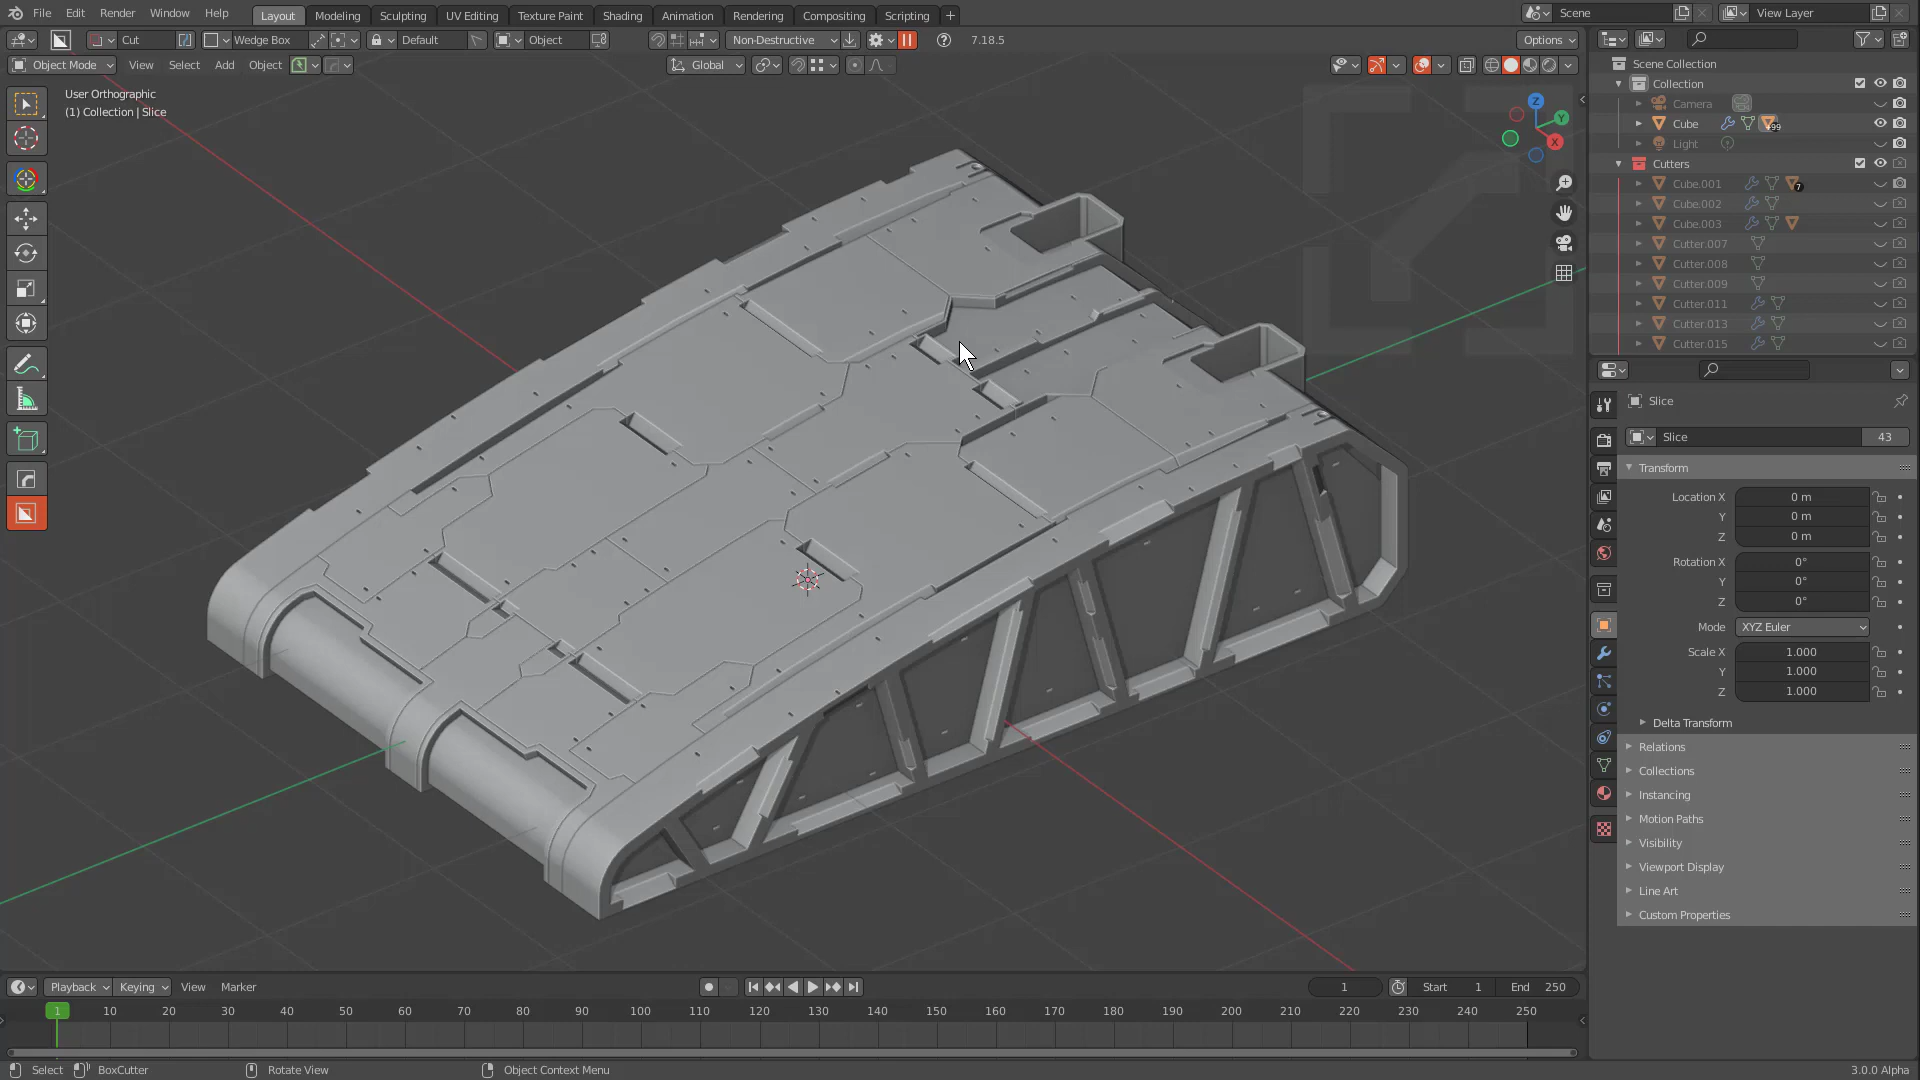 File Edit Render Window Help Layout Modeling Sculpting UV Editing Texture Paint Shading Animation Rendering Compositing Scripting + Scene View Layer
Cut Wedge Box Default Object Non-Destructive 7.18.5 Options
Object Mode View Select Add Object Global
User Orthographic
(1) Collection | Slice
Z
Y
X
Scene Collection
Collection
Camera
Cube 99
Light
Cutters
Cube.001 7
Cube.002
Cube.003
Cutter.007
Cutter.008
Cutter.009
Cutter.011
Cutter.013
Cutter.015
Slice
Slice 43
Transform
Location X 0 m
Y 0 m
Z 0 m
Rotation X 0°
Y 0°
Z 0°
Mode XYZ Euler
Scale X 1.000
Y 1.000
Z 1.000
Delta Transform
Relations
Collections
Instancing
Motion Paths
Visibility
Viewport Display
Line Art
Custom Properties
Playback Keying View Marker 1 Start 1 End 250
1 10 20 30 40 50 60 70 80 90 100 110 120 130 140 150 160 170 180 190 200 210 220 230 240 250
Select BoxCutter Rotate View Object Context Menu 3.0.0 Alpha